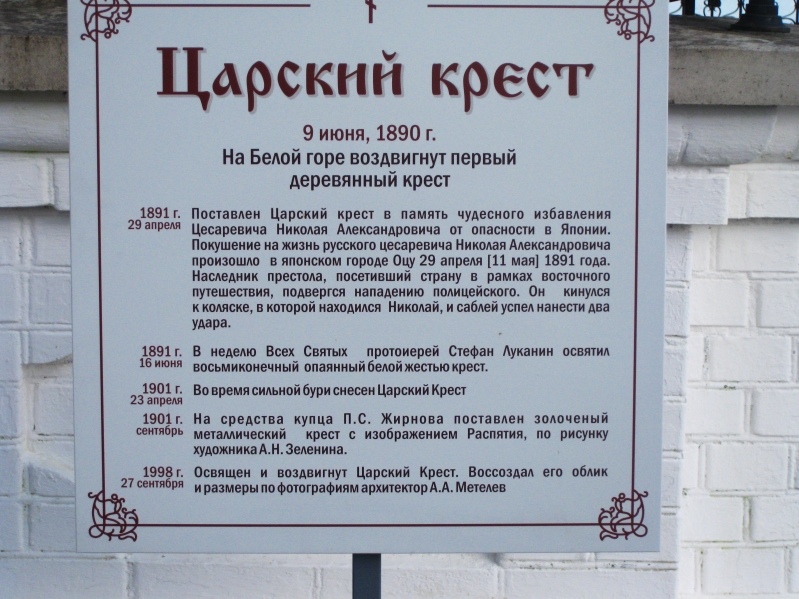 Царский крест
9 июня, 1890 г.
На Белой горе воздвигнут первый
деревянный крест
1891 г.
29 апреля
Поставлен Царский крест в память чудесного избавления
Цесаревича Николая Александровича от опасности в Японии.
Покушение на жизнь русского цесаревича Николая Александровича
произошло в японском городе Оцу 29 апреля [11 мая] 1891 года.
Наследник престола, посетивший страну в рамках восточного
путешествия, подвергся нападению полицейского. Он кинулся
к коляске, в которой находился Николай, и саблей успел нанести два
удара.
1891 г.
16 июня
В неделю Всех Святых протоиерей Стефан Луканин освятил
восьмиконечный опаянный белой жестью крест.
1901 г.
23 апреля
Во время сильной бури снесен Царский Крест
1901 г.
сентябрь
На средства купца П.С. Жирнова поставлен золоченый
металлический крест с изображением Распятия, по рисунку
художника А.Н. Зеленина.
1998 г.
27 сентября
Освящен и воздвигнут Царский Крест. Воссоздал его облик
и размеры по фотографиям архитектор А.А. Метелев